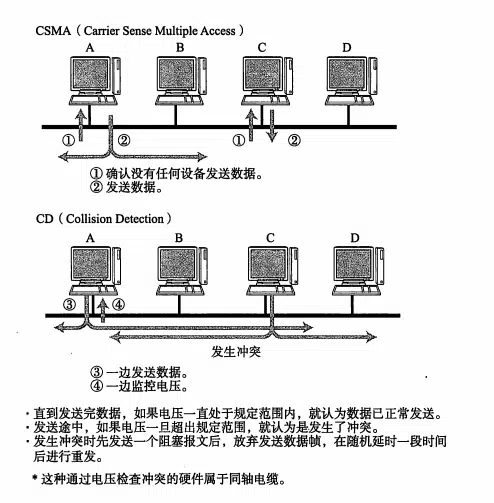 CSMA（Carrier Sense Multiple Access）
A B C D
① ② ① ②
① 确认没有任何设备发送数据。
② 发送数据。
CD（Collision Detection）
A B C D
③ ④
发生冲突
③ 一边发送数据。
④ 一边监控电压。
·直到发送完数据，如果电压一直处于规定范围内，就认为数据已正常发送。
·发送途中，如果电压一旦超出规定范围，就认为是发生了冲突。
·发生冲突时先发送一个阻塞报文后，放弃发送数据帧，在随机延时一段时间
后进行重发。
*这种通过电压检查冲突的硬件属于同轴电缆。